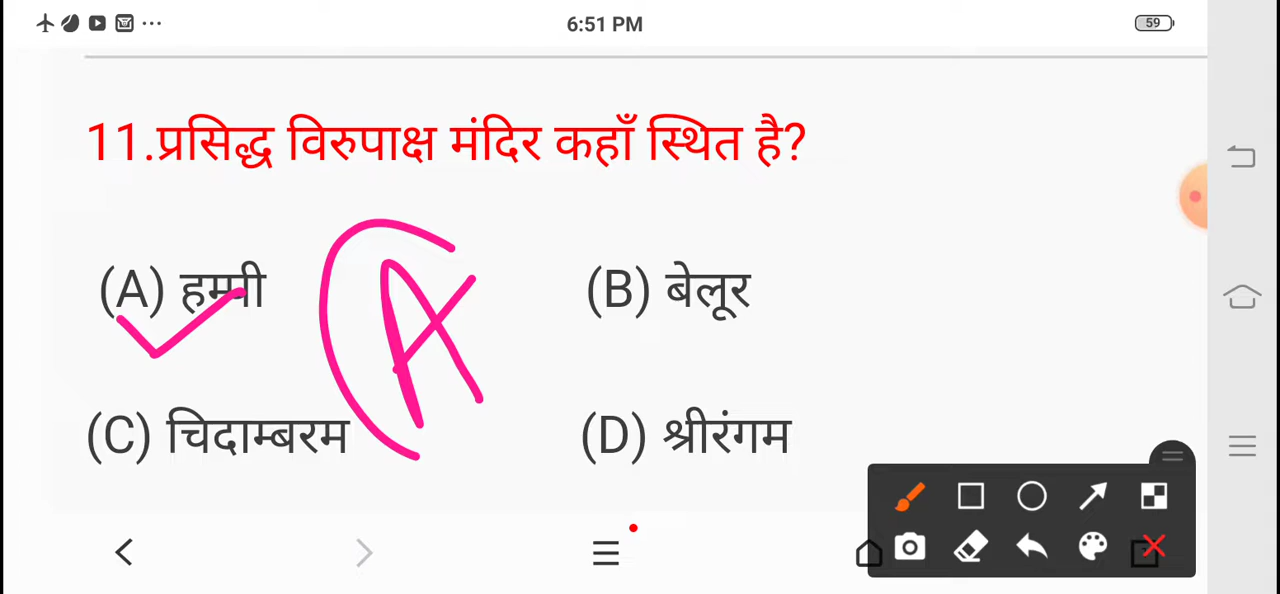 6:51 PM
59
11.प्रसिद्ध विरुपाक्ष मंदिर कहाँ स्थित है?
(A) हम्पी
A
(B) बेलूर
(C) चिदाम्बरम
(D) श्रीरंगम